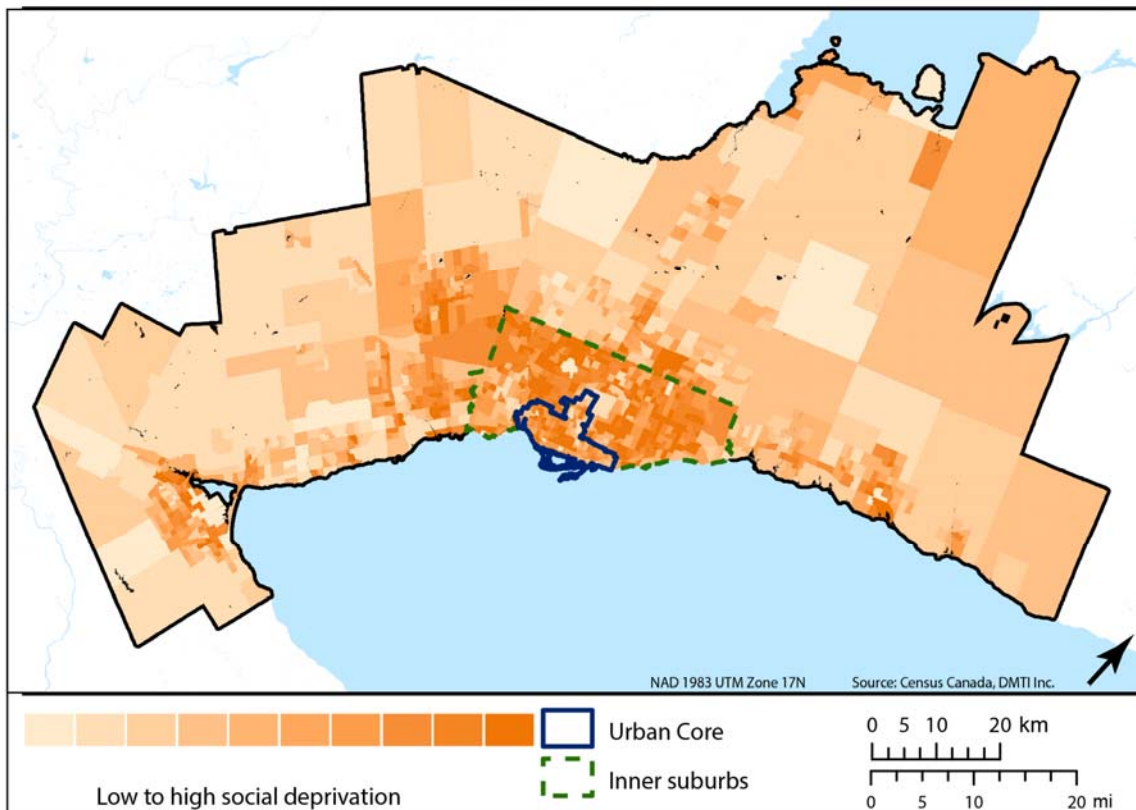 NAD 1983 UTM Zone 17N Source: Census Canada, DMTI Inc.
Urban Core
Inner suburbs
Low to high social deprivation
0 5 10 20 km
0 5 10 20 mi